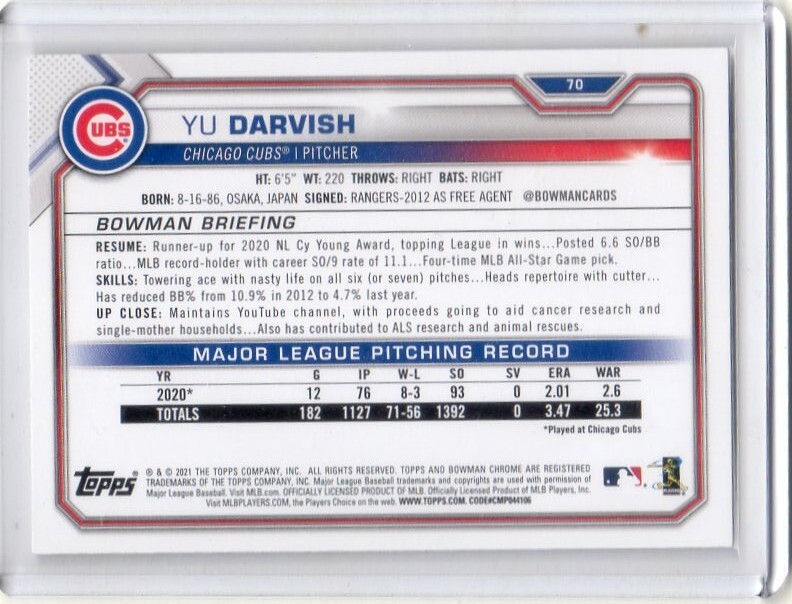 70
CUBS
YU DARVISH
CHICAGO CUBS® | PITCHER
HT: 6'5" WT: 220 THROWS: RIGHT BATS: RIGHT
BORN: 8-16-86, OSAKA, JAPAN SIGNED: RANGERS-2012 AS FREE AGENT @BOWMANCARDS
BOWMAN BRIEFING
RESUME: Runner-up for 2020 NL Cy Young Award, topping League in wins...Posted 6.6 SO/BB
ratio...MLB record-holder with career SO/9 rate of 11.1...Four-time MLB All-Star Game pick.
SKILLS: Towering ace with nasty life on all six (or seven) pitches...Heads repertoire with cutter...
Has reduced BB% from 10.9% in 2012 to 4.7% last year.
UP CLOSE: Maintains YouTube channel, with proceeds going to aid cancer research and
single-mother households...Also has contributed to ALS research and animal rescues.
MAJOR LEAGUE PITCHING RECORD
YR G IP W-L SO SV ERA WAR
2020* 12 76 8-3 93 0 2.01 2.6
TOTALS 182 1127 71-56 1392 0 3.47 25.3
*Played at Chicago Cubs
Topps
® & © 2021 THE TOPPS COMPANY, INC. ALL RIGHTS RESERVED. TOPPS AND BOWMAN CHROME ARE REGISTERED
TRADEMARKS OF THE TOPPS COMPANY, INC. Major League Baseball trademarks and copyrights are used with permission of
Major League Baseball. Visit MLB.com. OFFICIALLY LICENSED PRODUCT OF MLB. Officially Licensed Product of MLB Players, Inc.
Visit MLBPLAYERS.COM, the Players Choice on the web. WWW.TOPPS.COM. CODE#CMP044106